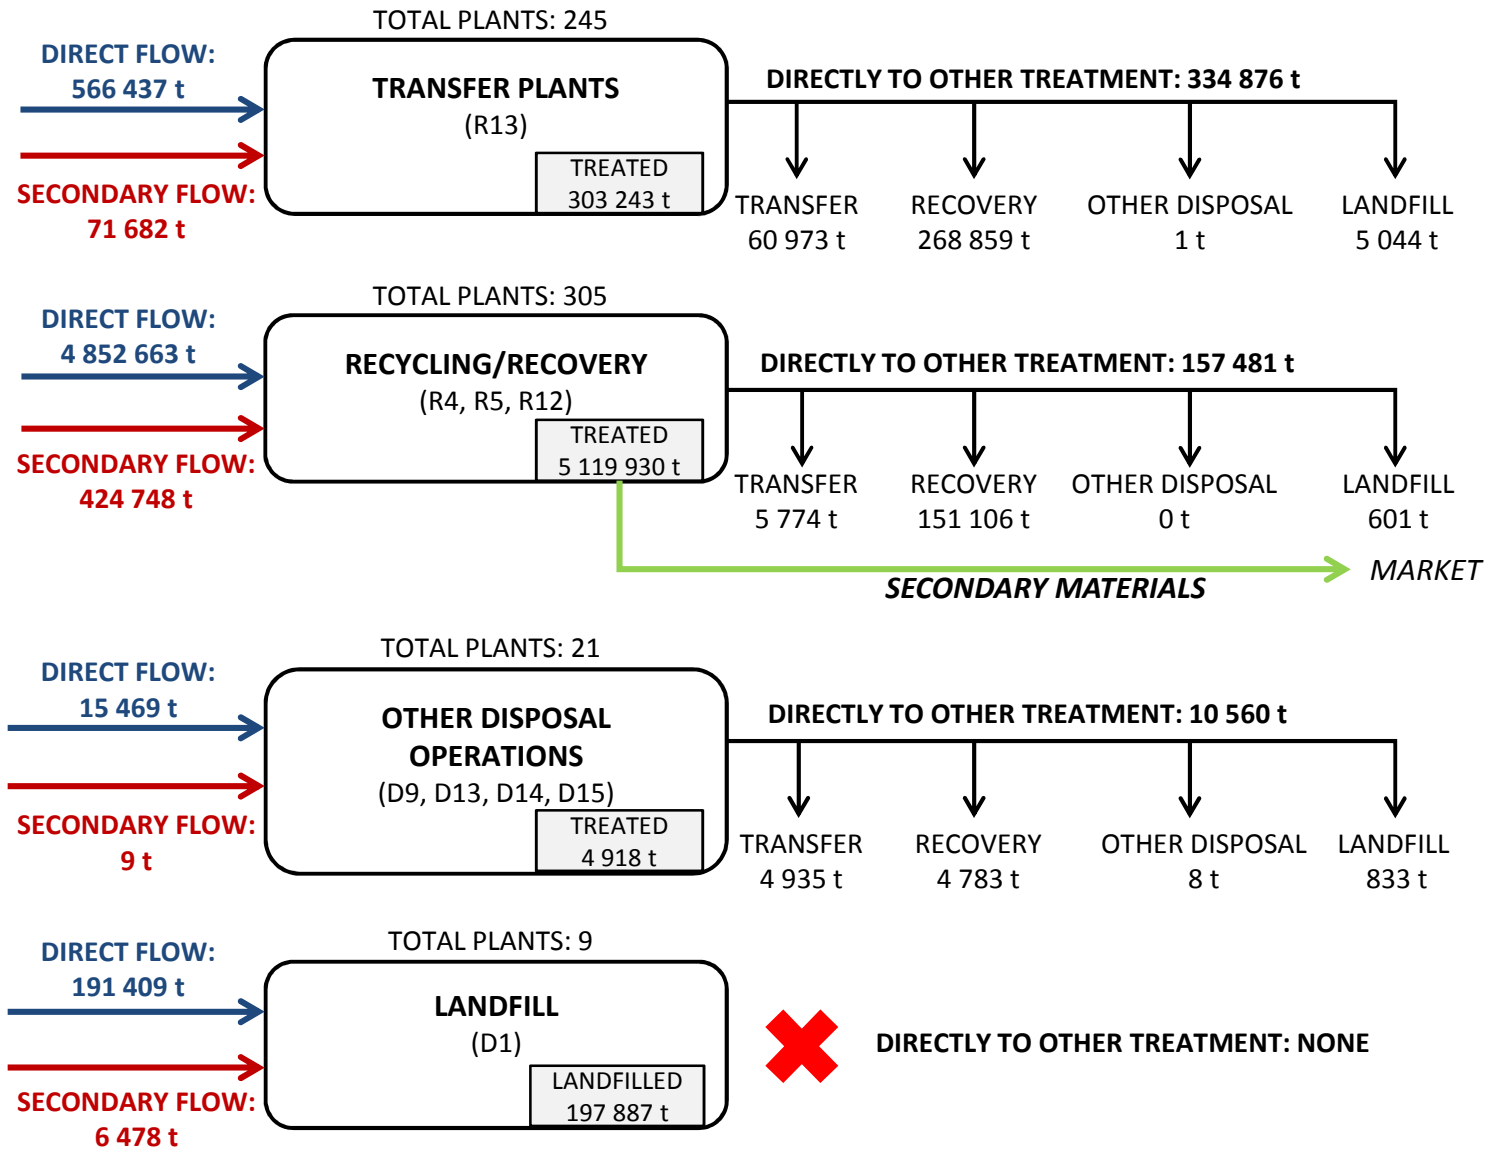 TOTAL PLANTS: 245
DIRECT FLOW:
566 437 t
SECONDARY FLOW:
71 682 t
TRANSFER PLANTS
(R13)
TREATED
303 243 t
DIRECTLY TO OTHER TREATMENT: 334 876 t
TRANSFER
60 973 t
RECOVERY
268 859 t
OTHER DISPOSAL
1 t
LANDFILL
5 044 t
TOTAL PLANTS: 305
DIRECT FLOW:
4 852 663 t
SECONDARY FLOW:
424 748 t
RECYCLING/RECOVERY
(R4, R5, R12)
TREATED
5 119 930 t
DIRECTLY TO OTHER TREATMENT: 157 481 t
TRANSFER
5 774 t
RECOVERY
151 106 t
OTHER DISPOSAL
0 t
LANDFILL
601 t
SECONDARY MATERIALS
MARKET
TOTAL PLANTS: 21
DIRECT FLOW:
15 469 t
SECONDARY FLOW:
9 t
OTHER DISPOSAL
OPERATIONS
(D9, D13, D14, D15)
TREATED
4 918 t
DIRECTLY TO OTHER TREATMENT: 10 560 t
TRANSFER
4 935 t
RECOVERY
4 783 t
OTHER DISPOSAL
8 t
LANDFILL
833 t
TOTAL PLANTS: 9
DIRECT FLOW:
191 409 t
SECONDARY FLOW:
6 478 t
LANDFILL
(D1)
LANDFILLED
197 887 t
DIRECTLY TO OTHER TREATMENT: NONE